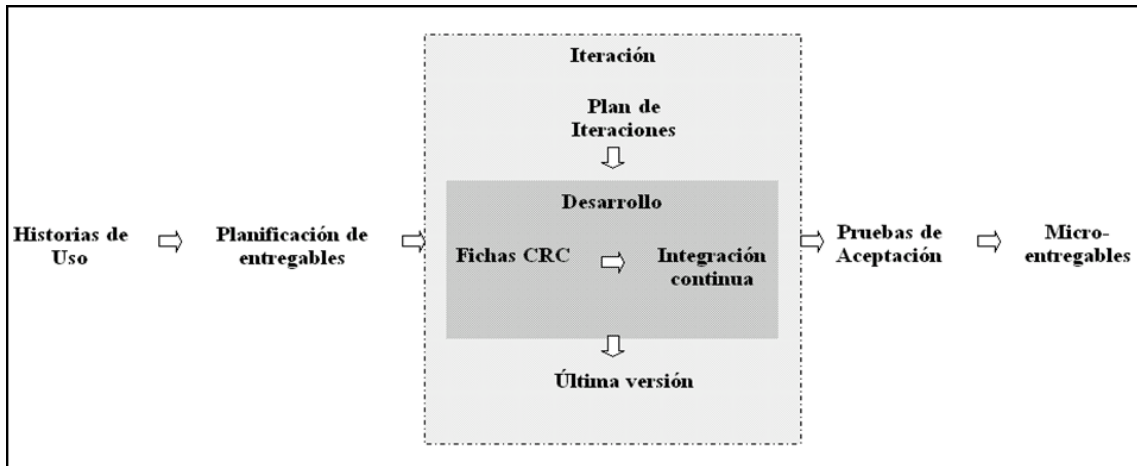 Iteración
Plan de
Iteraciones
Desarrollo
Historias de
Uso
Planificación de
entregables
Fichas CRC
Integración
continua
Pruebas de
Aceptación
Micro-
entregables
Última versión